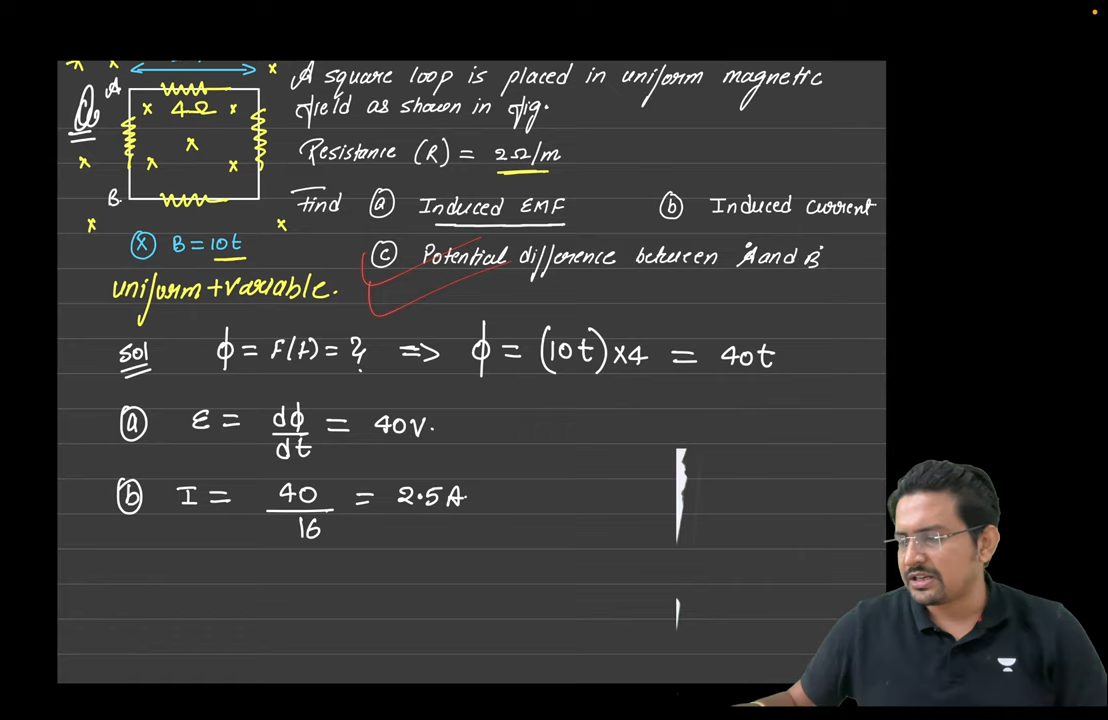 A square loop is placed in uniform magnetic
Q A
4Ω
field as shown in fig.
Resistance (R) = 2Ω/m
B
Find (a) Induced EMF (b) Induced current
(x) B = 10t
(c) Potential difference between A and B
uniform + variable.
Sol ϕ = F(t) = ? => ϕ = (10t) × 4 = 40t
(a) ε = dϕ/dt = 40V.
(b) I = 40/16 = 2.5A.